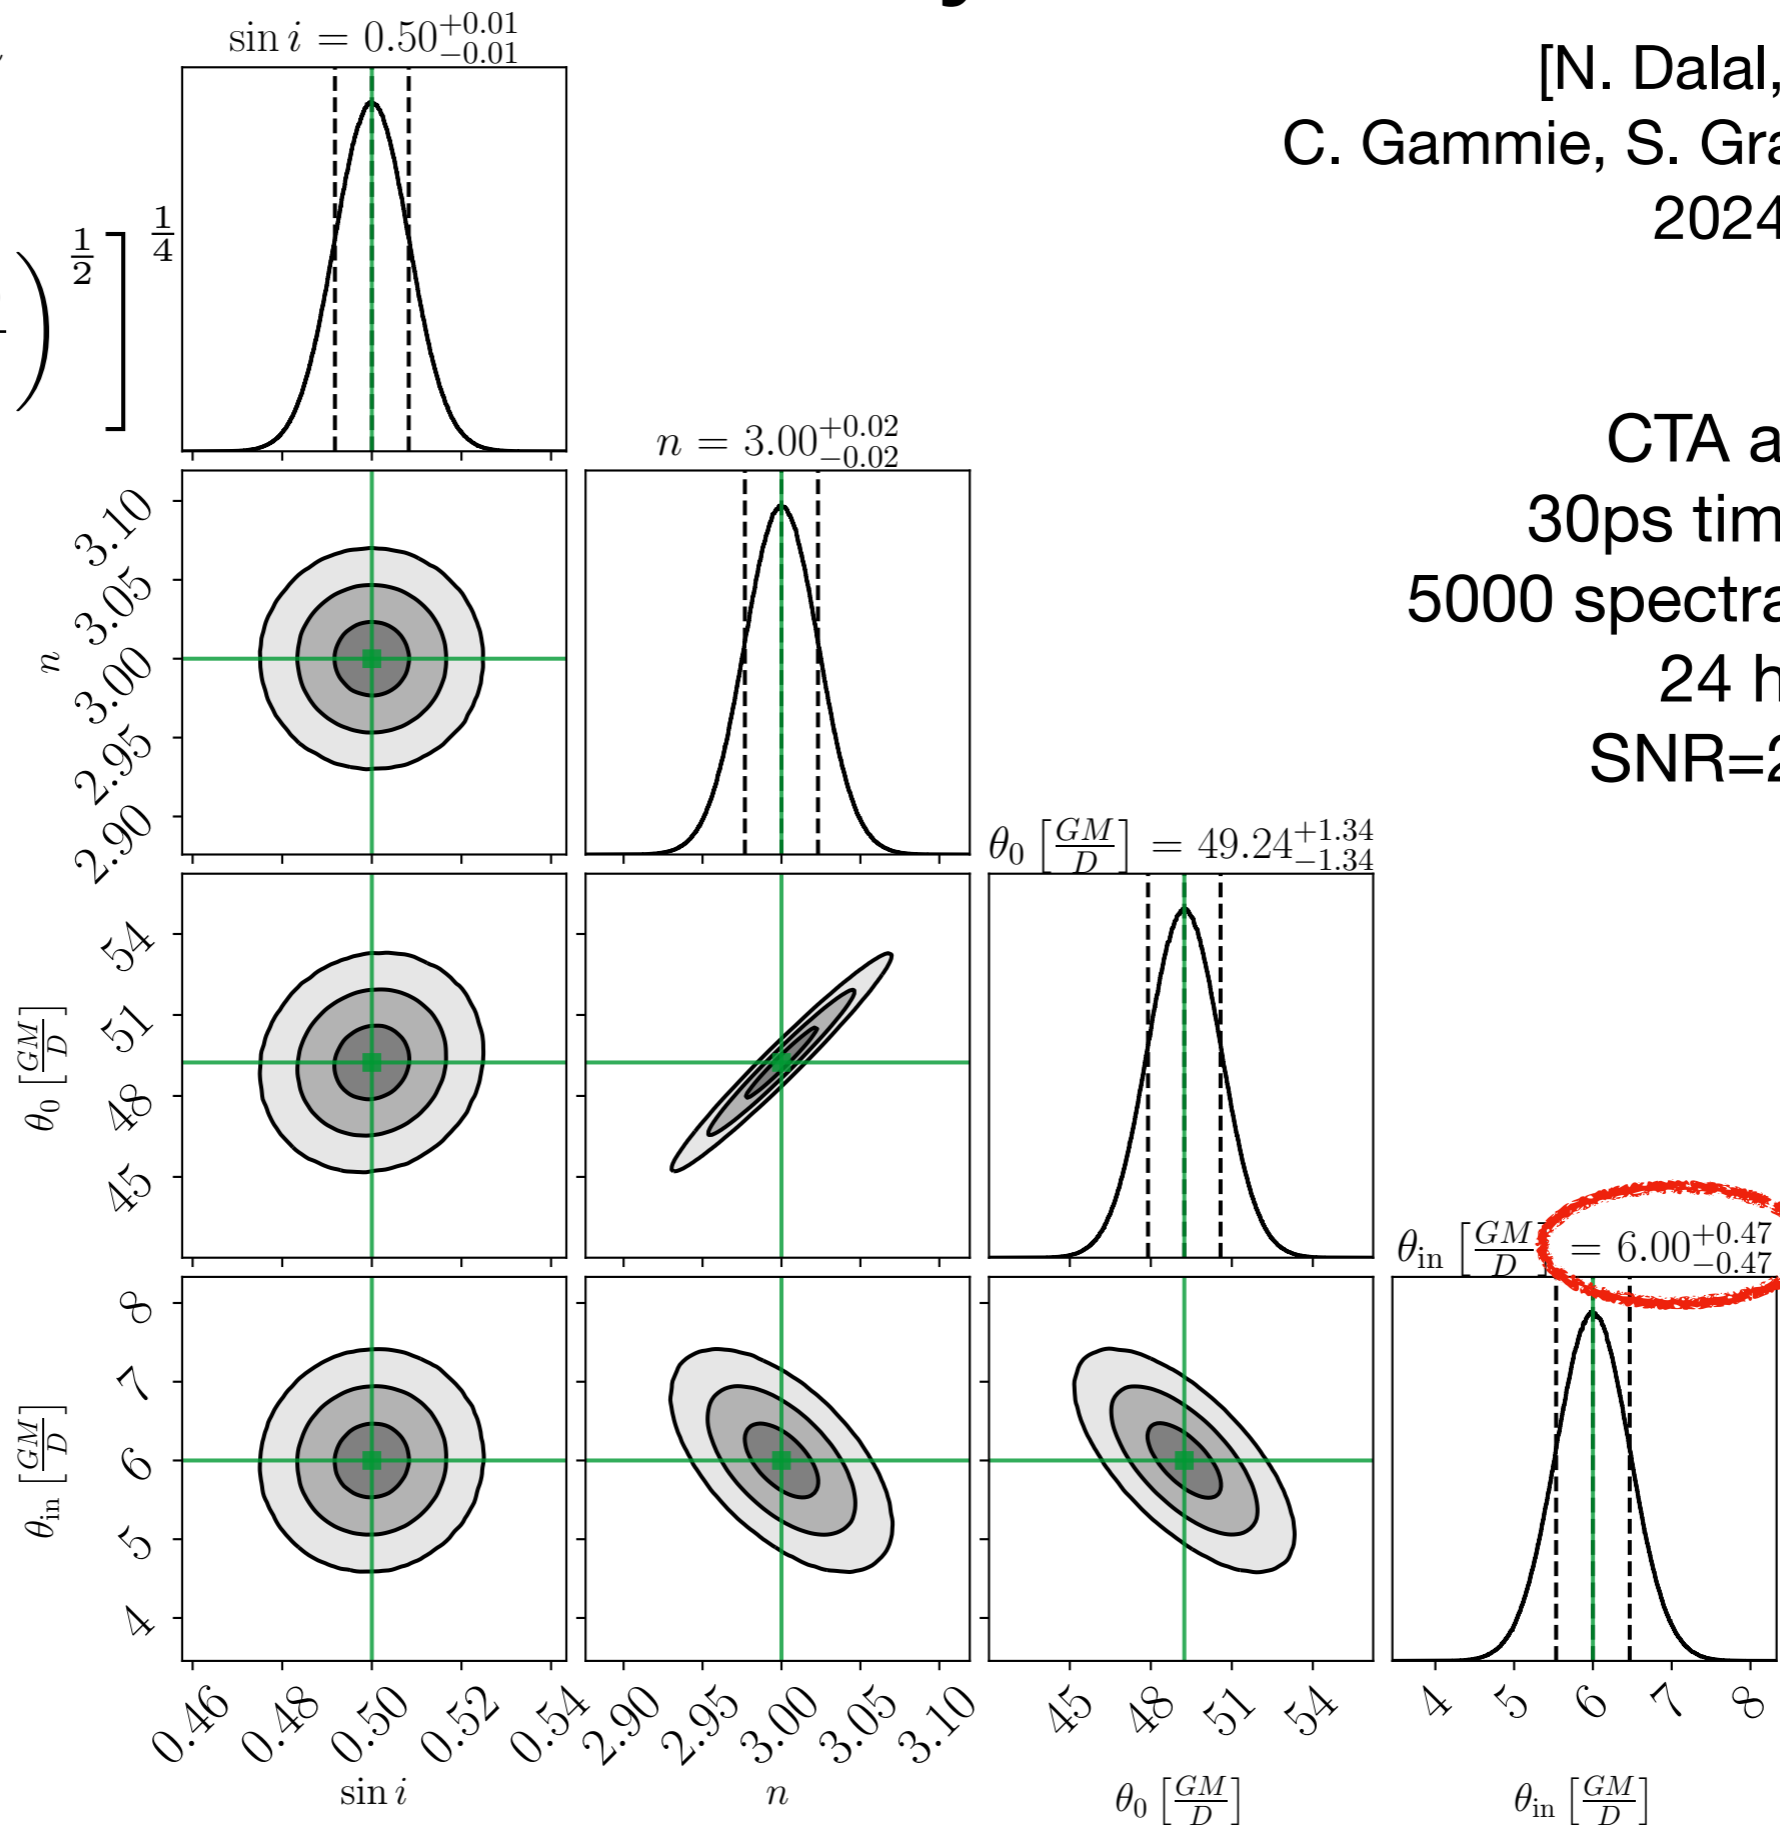 sin i = 0.50^{+0.01}_{-0.01}
[N. Dalal,
C. Gammie, S. Gra
2024
) 1/2 ] 1/4
n = 3.00^{+0.02}_{-0.02}
CTA a
30ps tim
5000 spectra
24 h
SNR=2
3.10
3.05
3.00
2.95
2.90
n
θ_0 [GM/D] = 49.24^{+1.34}_{-1.34}
54
51
48
45
θ_0 [GM/D]
θ_in [GM/D] = 6.00^{+0.47}_{-0.47}
8
7
6
5
4
θ_in [GM/D]
0.46 0.48 0.50 0.52 0.54 2.90 2.95 3.00 3.05 3.10 45 48 51 54 4 5 6 7 8
sin i n θ_0 [GM/D] θ_in [GM/D]